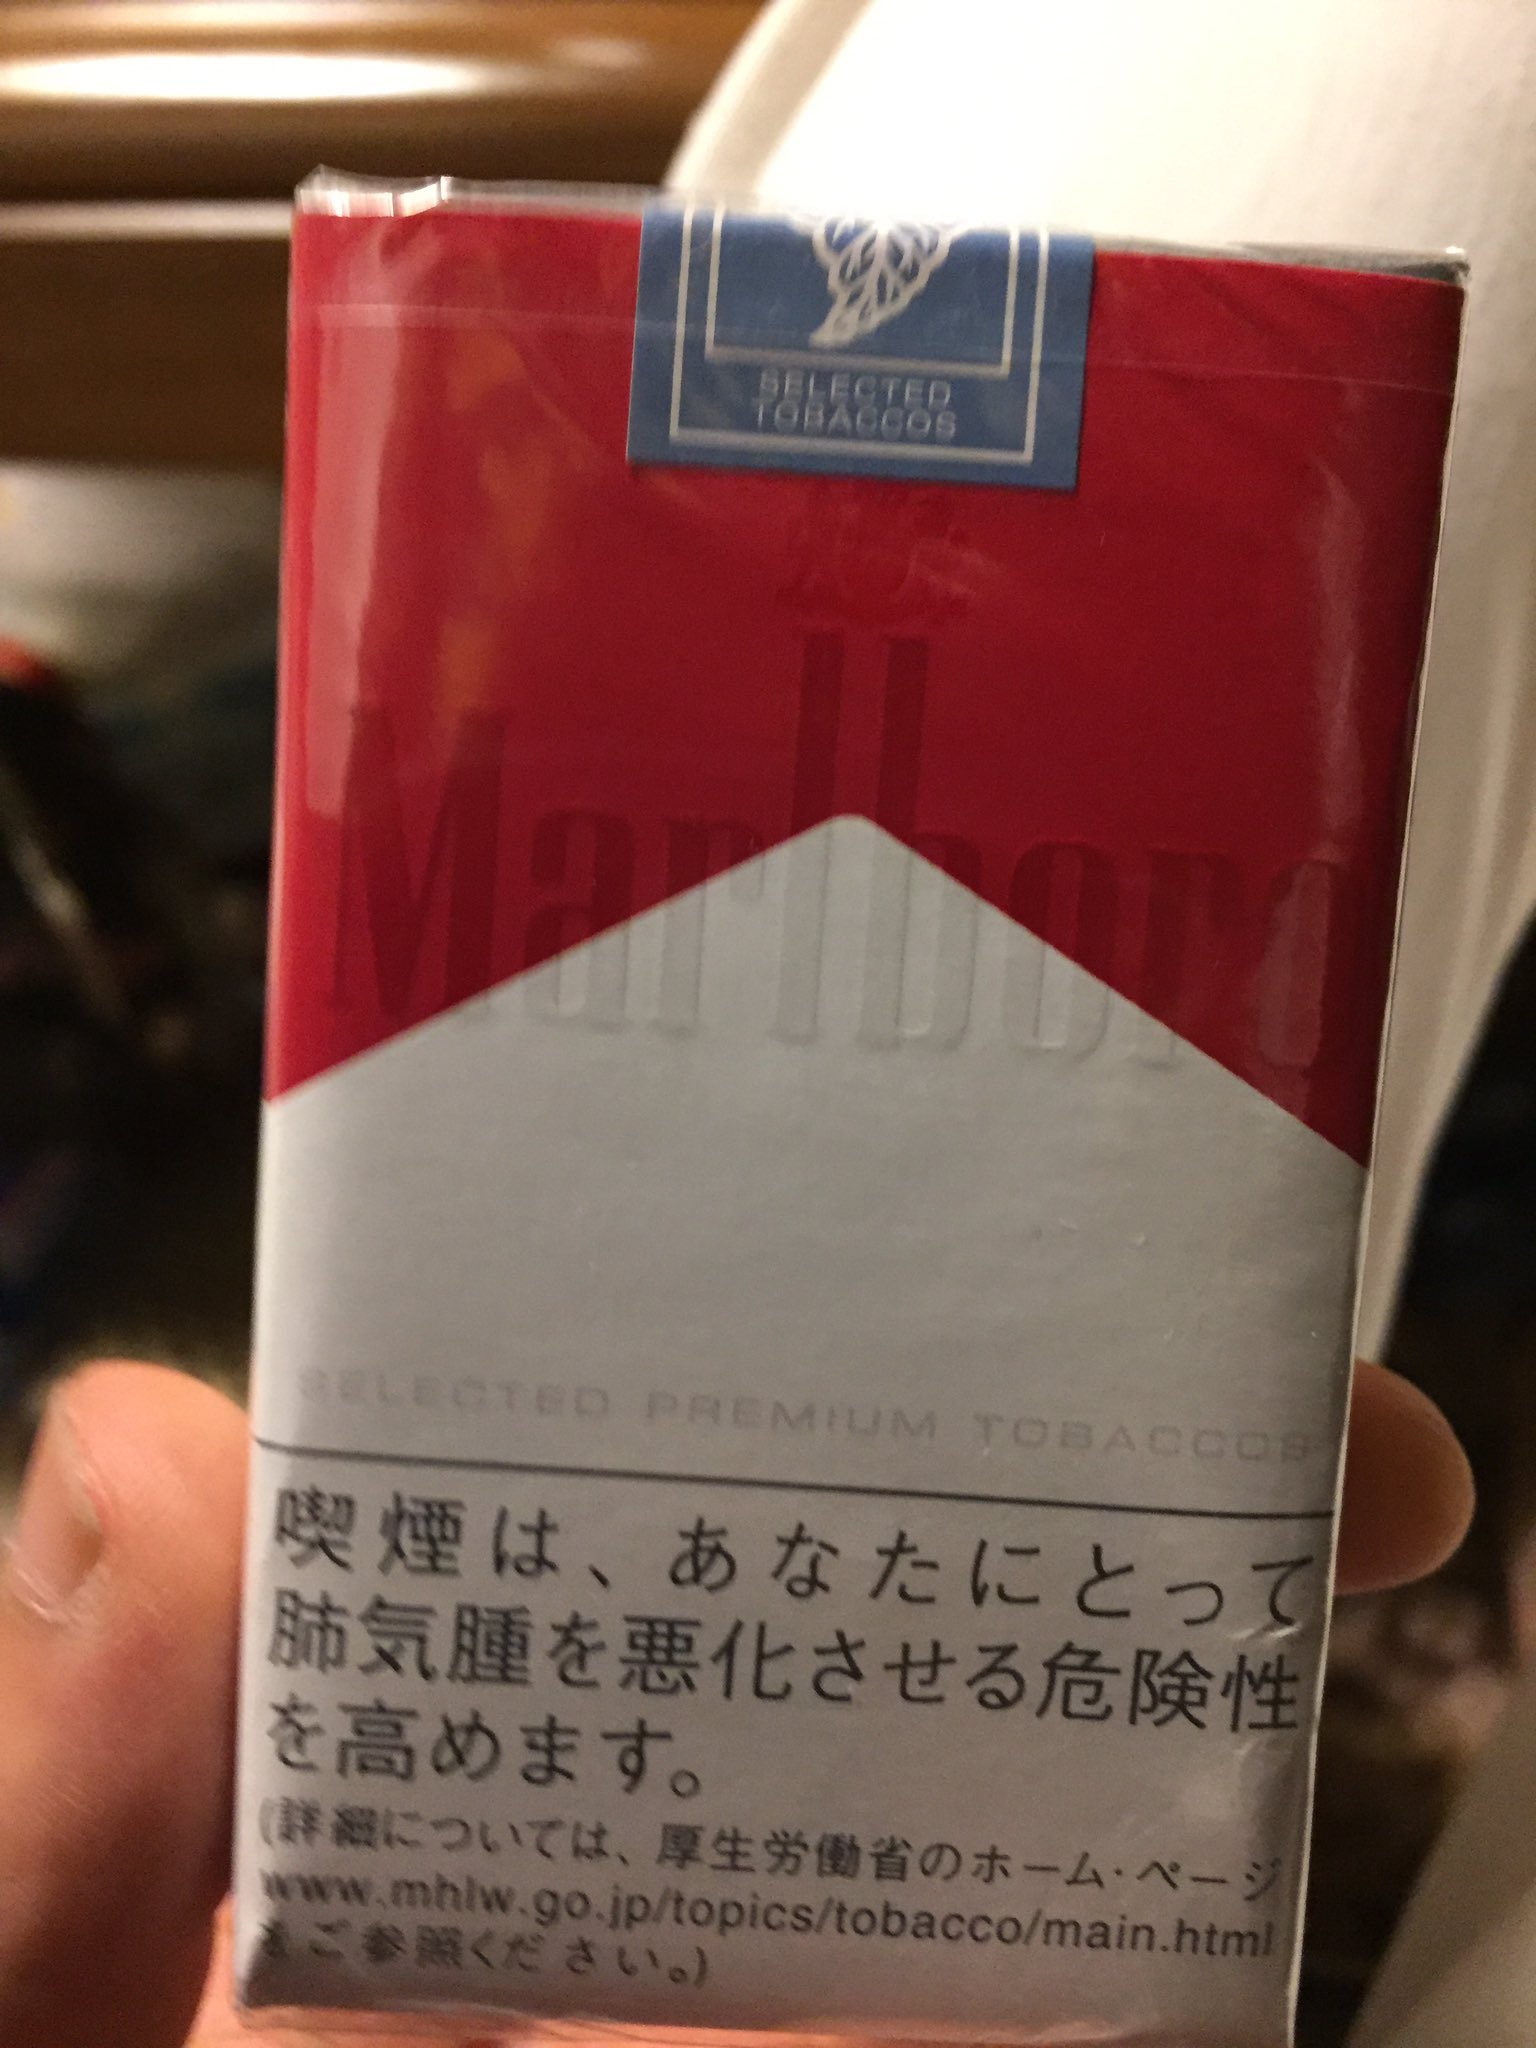 SELECTED
TOBACCOS
Marlboro
SELECTED PREMIUM TOBACCOS
喫煙は、あなたにとって
肺気腫を悪化させる危険性
を高めます。
(詳細については、厚生労働省のホーム・ページ
www.mhlw.go.jp/topics/tobacco/main.html
をご参照ください。)